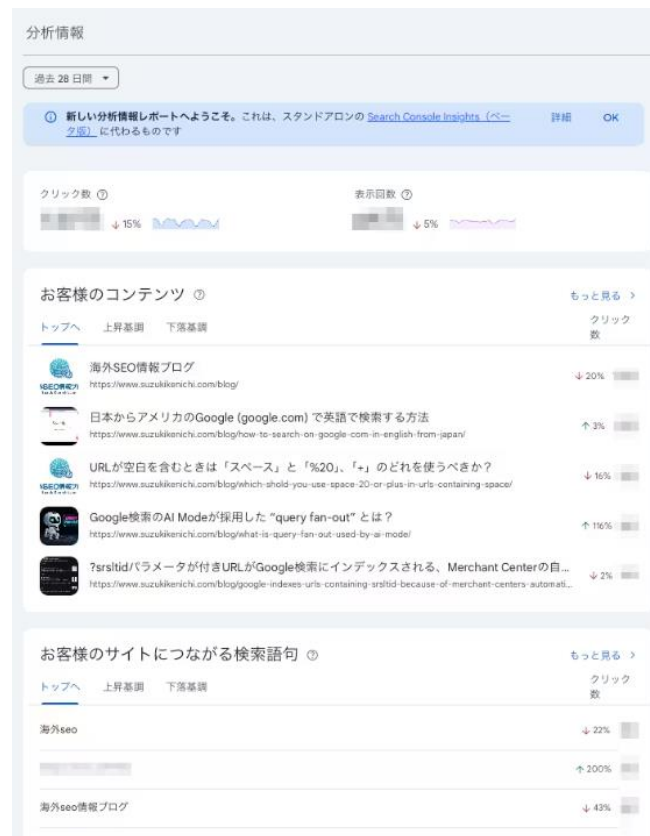 分析情報
過去 28 日間
新しい分析情報レポートへようこそ。これは、スタンドアロンの Search Console Insights（ベー
タ版） に代わるものです
詳細
OK
クリック数
↓ 15%
表示回数
↓ 5%
お客様のコンテンツ
もっと見る
トップへ 上昇基調 下落基調
クリック
数
海外SEO情報ブログ
https://www.suzukikenichi.com/blog/
↓ 20%
日本からアメリカのGoogle (google.com) で英語で検索する方法
https://www.suzukikenichi.com/blog/how-to-search-on-google-com-in-english-from-japan/
↑ 3%
URLが空白を含むときは「スペース」と「%20」、「+」のどれを使うべきか？
https://www.suzukikenichi.com/blog/which-shold-you-use-space-20-or-plus-in-urls-containing-space/
↓ 16%
Google検索のAI Modeが採用した “query fan-out” とは？
https://www.suzukikenichi.com/blog/what-is-query-fan-out-used-by-ai-mode/
↑ 116%
?srsltidパラメータが付きURLがGoogle検索にインデックスされる、Merchant Centerの自...
https://www.suzukikenichi.com/blog/google-indexes-urls-containing-srsltid-because-of-merchant-centers-automati...
↓ 2%
お客様のサイトにつながる検索語句
もっと見る
トップへ 上昇基調 下落基調
クリック
数
海外seo
↓ 22%
↑ 200%
海外seo情報ブログ
↓ 43%